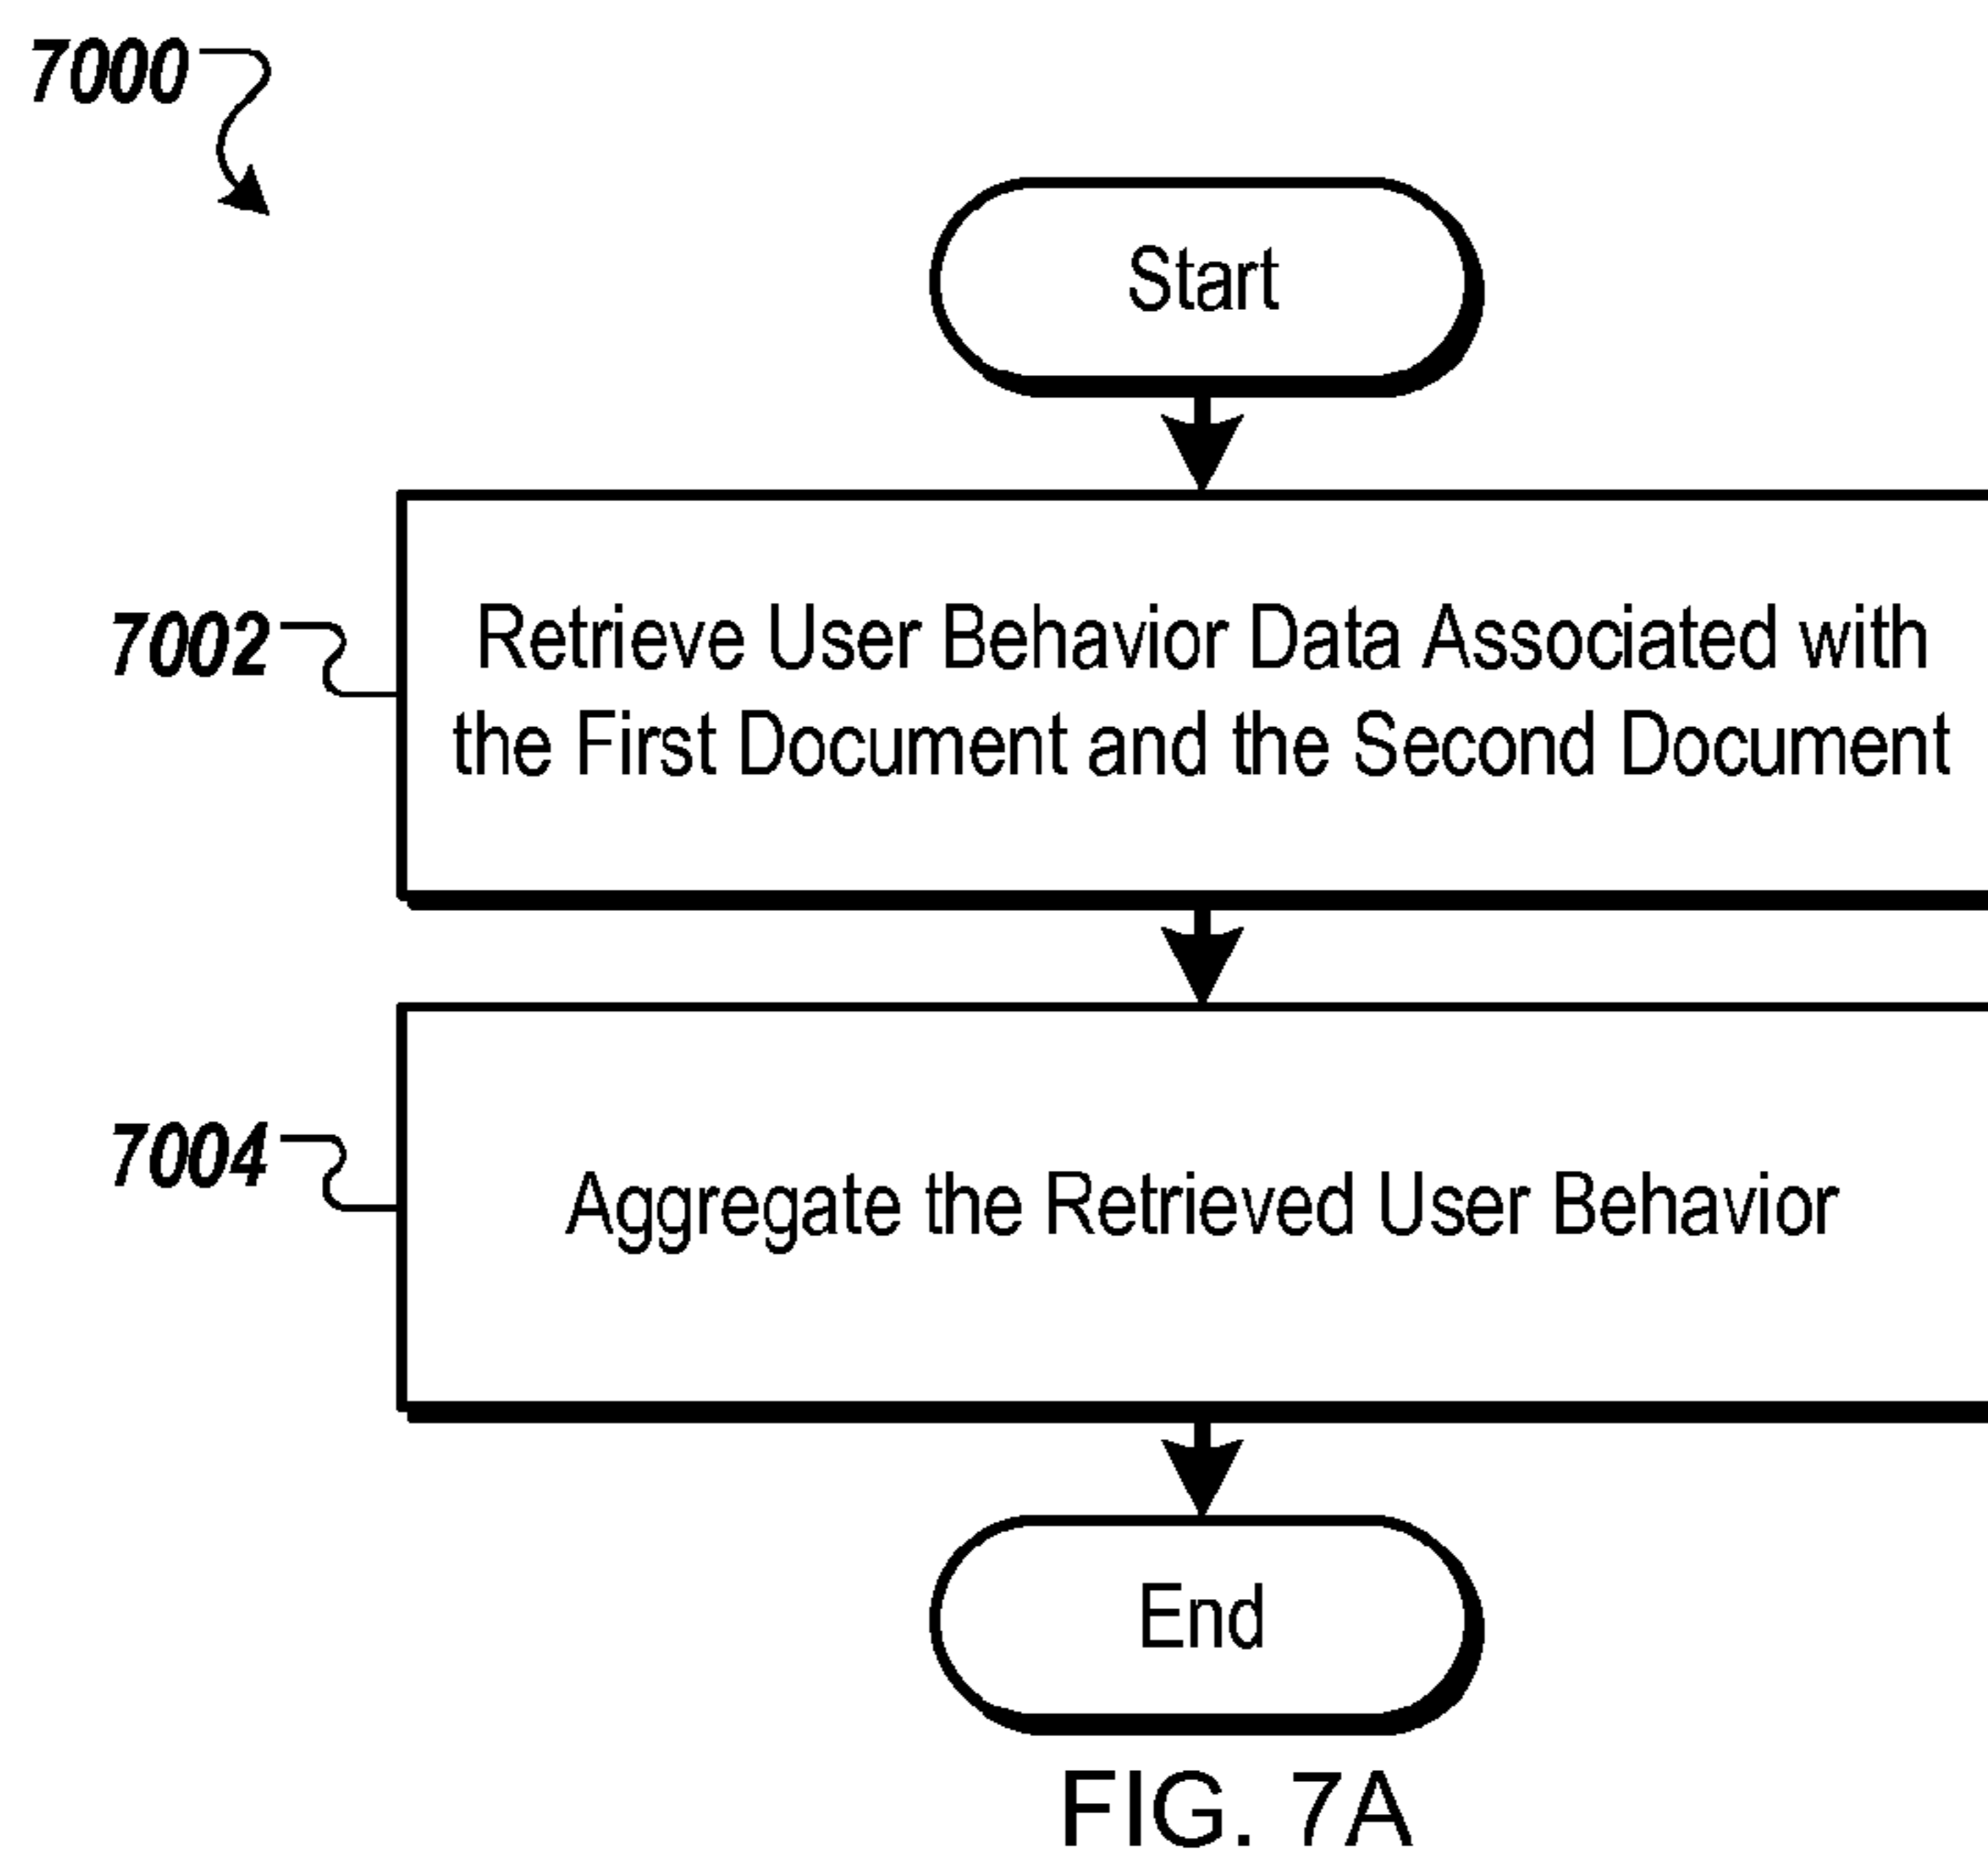 7000
Start
7002
Retrieve User Behavior Data Associated with
the First Document and the Second Document
7004
Aggregate the Retrieved User Behavior
End
FIG. 7A